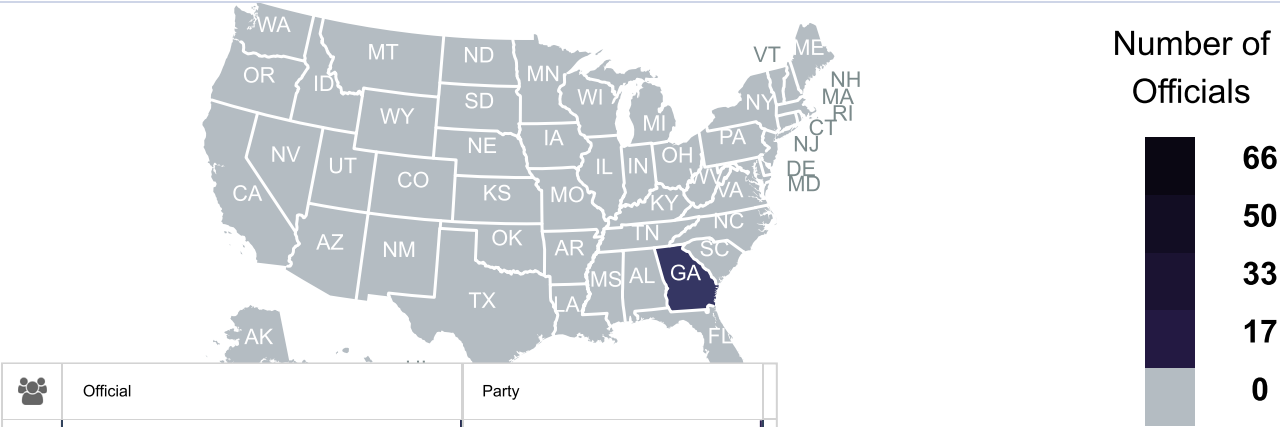 WA
MT
ND
MN
VT
ME
OR
ID
SD
WI
NH
WY
MI
NY
MA
RI
CT
NV
UT
NE
IA
IL
IN
OH
PA
NJ
CA
CO
KS
MO
KY
WV
VA
DE
MD
AZ
NM
OK
AR
TN
NC
SC
MS
AL
GA
TX
LA
FL
AK
Number of
Officials
66
50
33
17
0
Official
Party